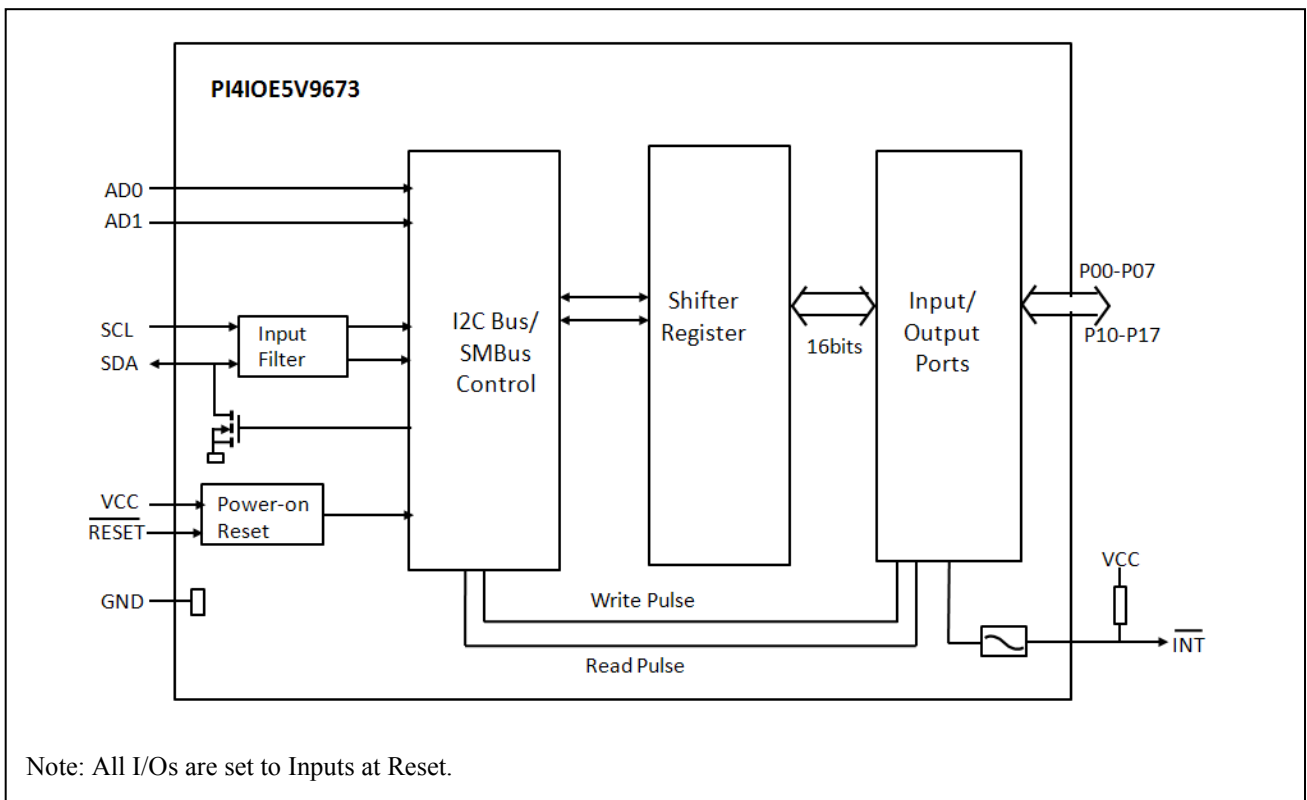 PI4IOE5V9673
AD0
AD1
SCL
SDA
Input
Filter
I2C Bus/
SMBus
Control
Shifter
Register
16bits
Input/
Output
Ports
P00-P07
P10-P17
VCC
RESET
Power-on
Reset
GND
Write Pulse
Read Pulse
VCC
INT
Note: All I/Os are set to Inputs at Reset.